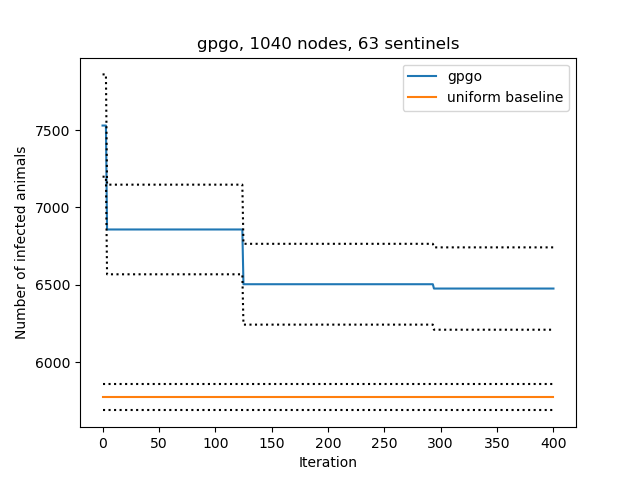 gpgo, 1040 nodes, 63 sentinels
gpgo
uniform baseline
Number of infected animals
7500
7000
6500
6000
0 50 100 150 200 250 300 350 400
Iteration